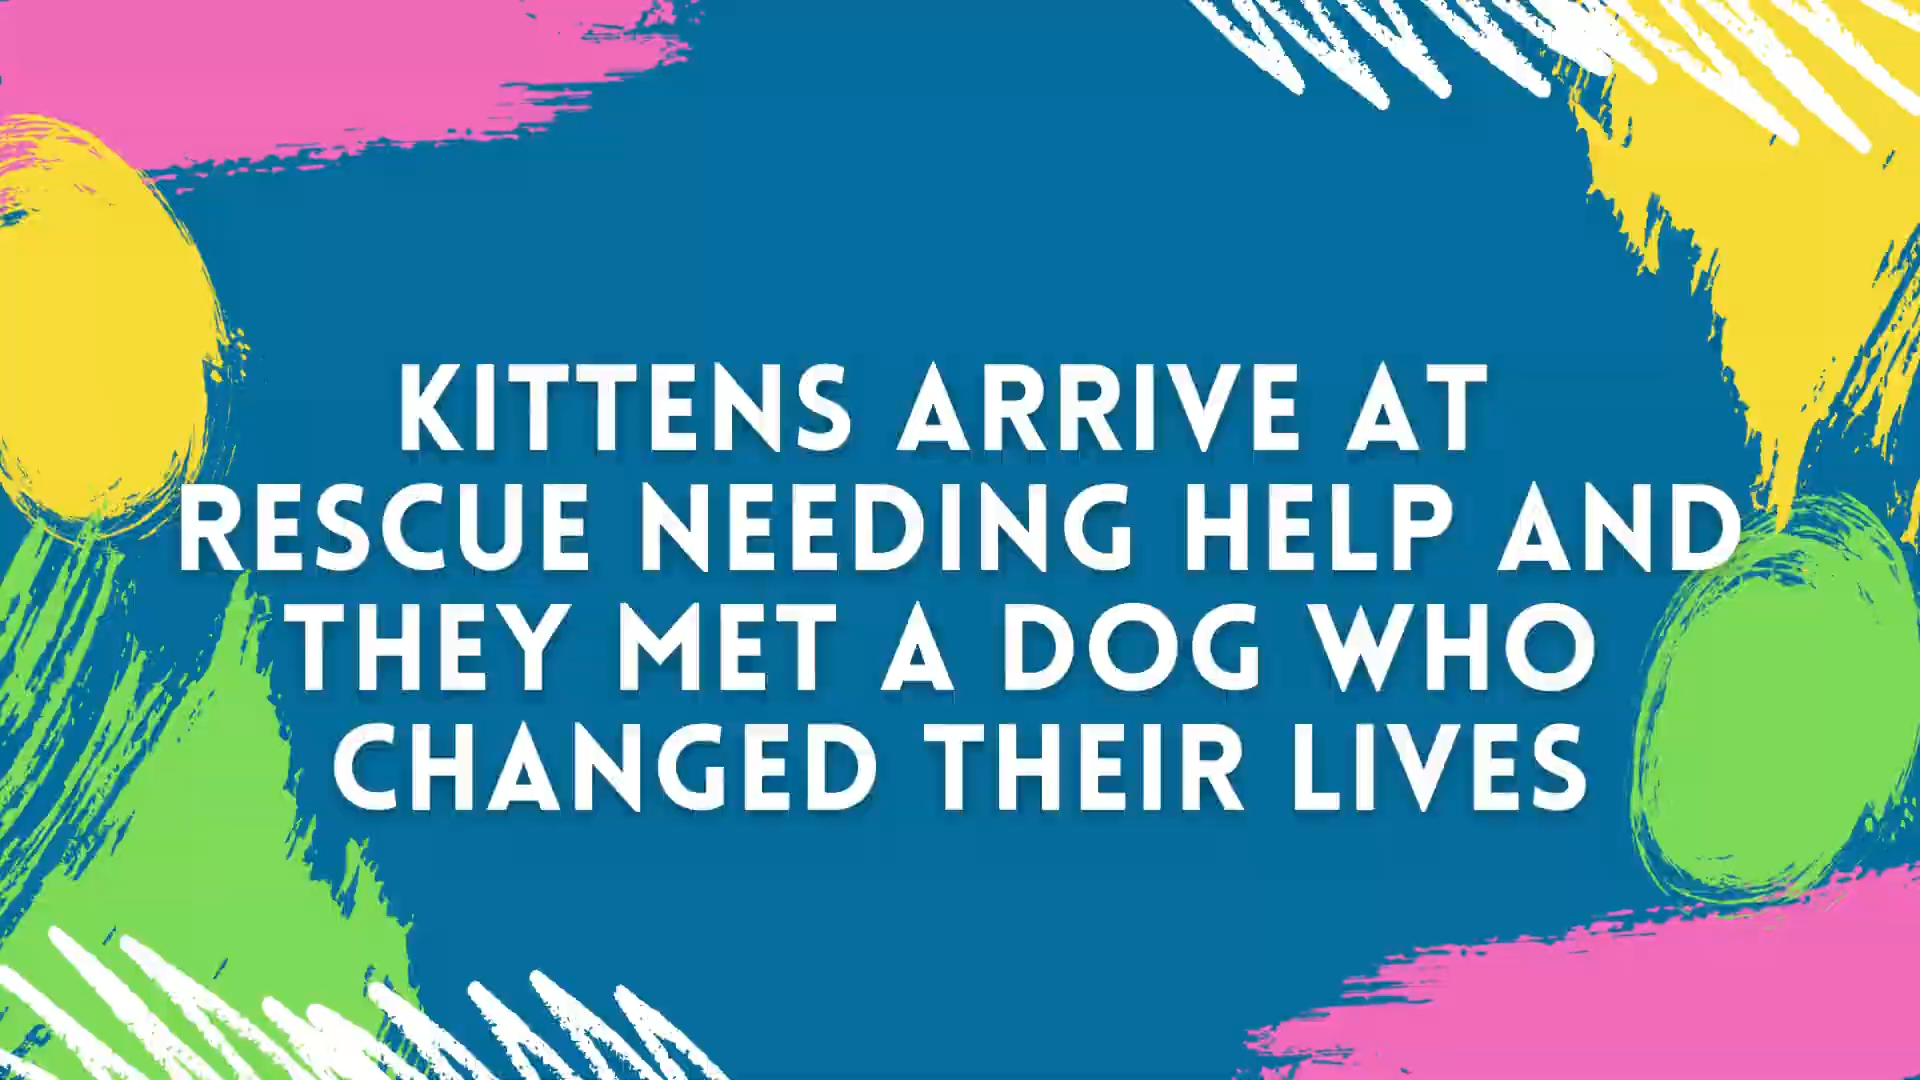 KITTENS ARRIVE AT
RESCUE NEEDING HELP AND
THEY MET A DOG WHO
CHANGED THEIR LIVES